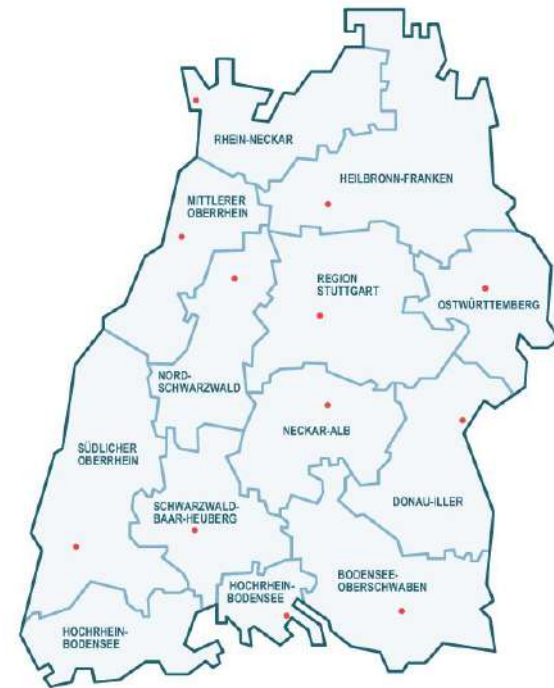 RHEIN-NECKAR
HEILBRONN-FRANKEN
MITTLERER
OBERRHEIN
REGION
STUTTGART
OSTWÜRTTEMBERG
NORD-
SCHWARZWALD
NECKAR-ALB
SÜDLICHER
OBERRHEIN
DONAU-ILLER
SCHWARZWALD-
BAAR-HEUBERG
HOCHRHEIN-
BODENSEE
BODENSEE-
OBERSCHWABEN
HOCHRHEIN-
BODENSEE